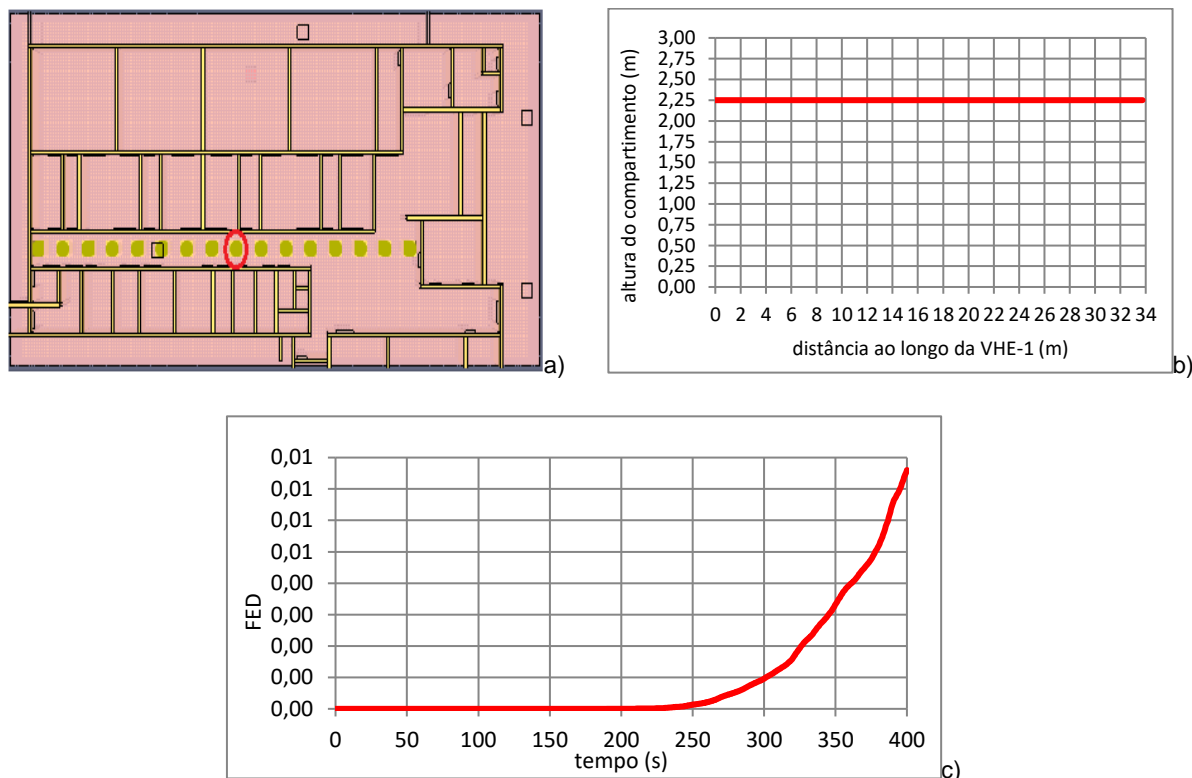 a)
altura do compartimento (m)
3,00
2,75
2,50
2,25
2,00
1,75
1,50
1,25
1,00
0,75
0,50
0,25
0,00
0 2 4 6 8 10 12 14 16 18 20 22 24 26 28 30 32 34
distância ao longo da VHE-1 (m)
b)
FED
0,01
0,01
0,01
0,01
0,00
0,00
0,00
0,00
0,00
0 50 100 150 200 250 300 350 400
tempo (s)
c)